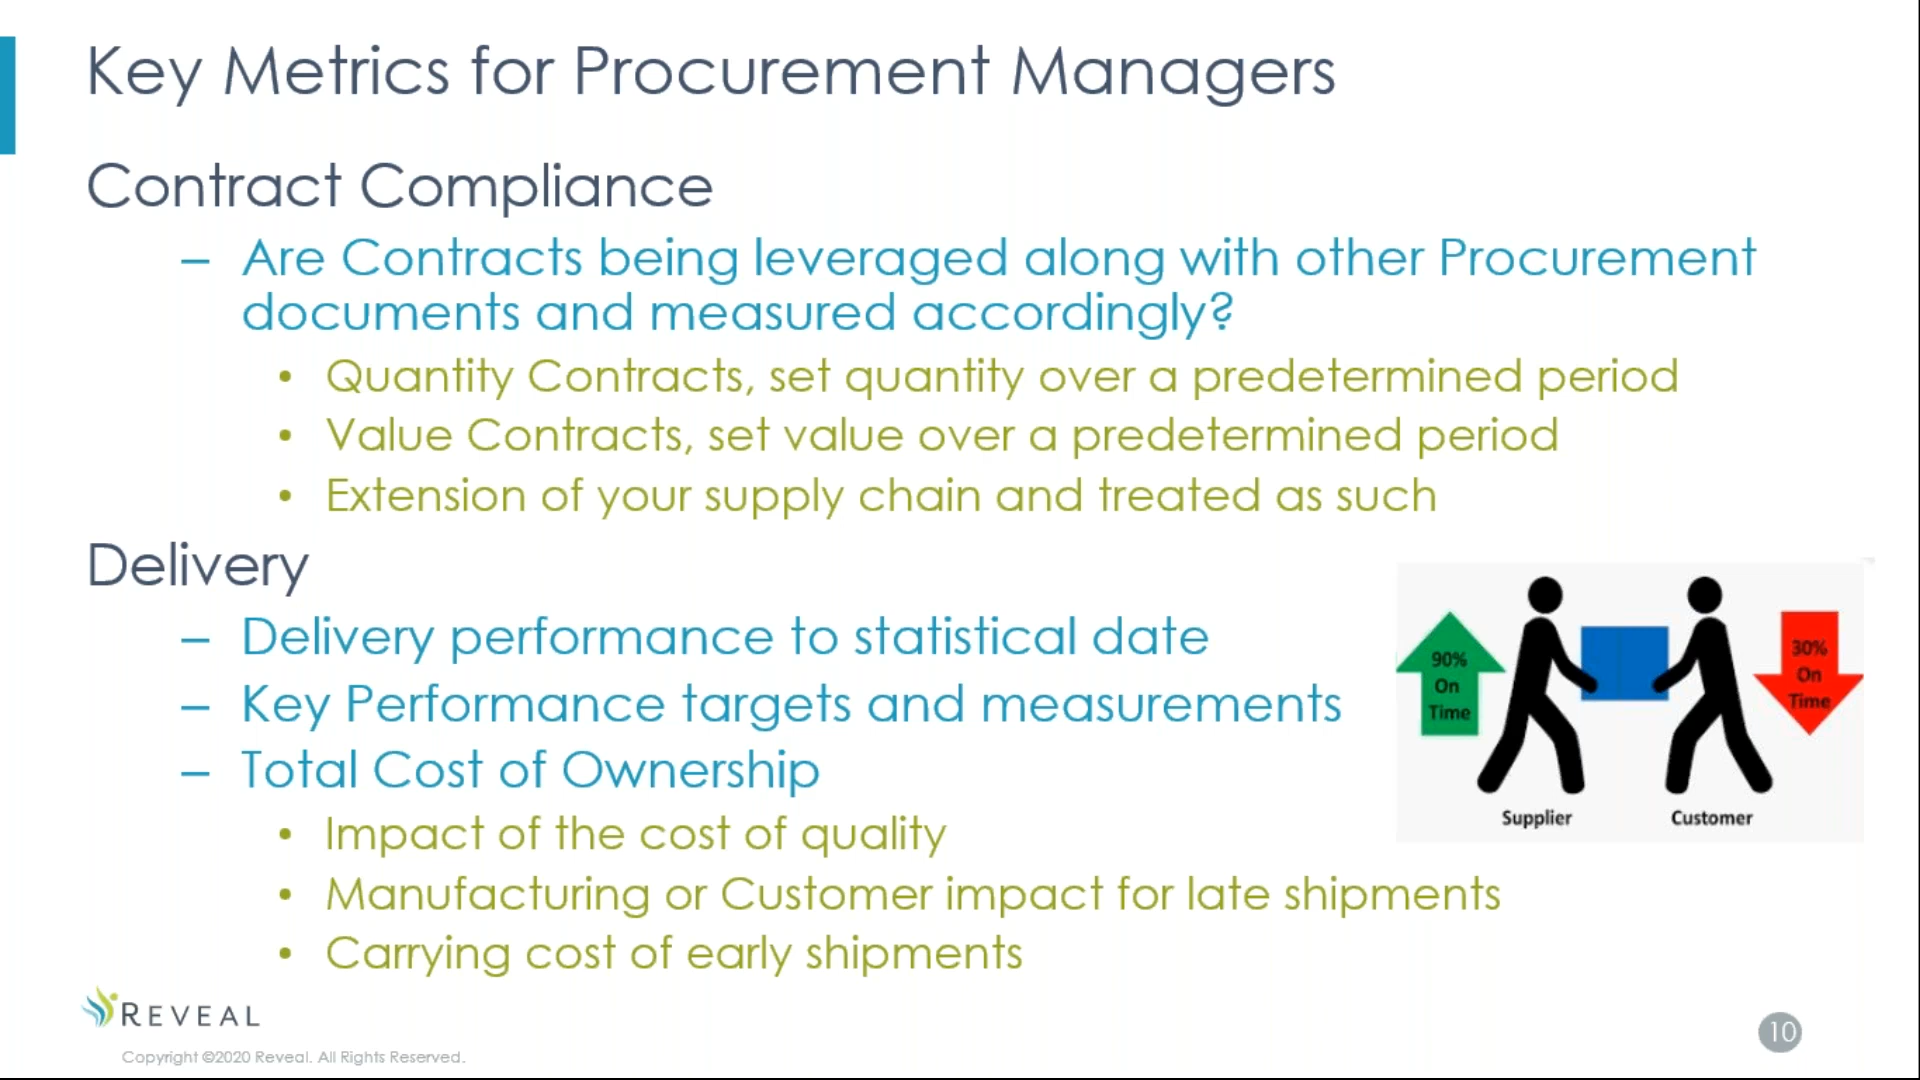 Key Metrics for Procurement Managers
Contract Compliance
– Are Contracts being leveraged along with other Procurement
documents and measured accordingly?
• Quantity Contracts, set quantity over a predetermined period
• Value Contracts, set value over a predetermined period
• Extension of your supply chain and treated as such
Delivery
– Delivery performance to statistical date
– Key Performance targets and measurements
– Total Cost of Ownership
• Impact of the cost of quality
• Manufacturing or Customer impact for late shipments
• Carrying cost of early shipments
90%
On
Time
30%
On
Time
Supplier
Customer
REVEAL
Copyright ©2020 Reveal. All Rights Reserved.
10